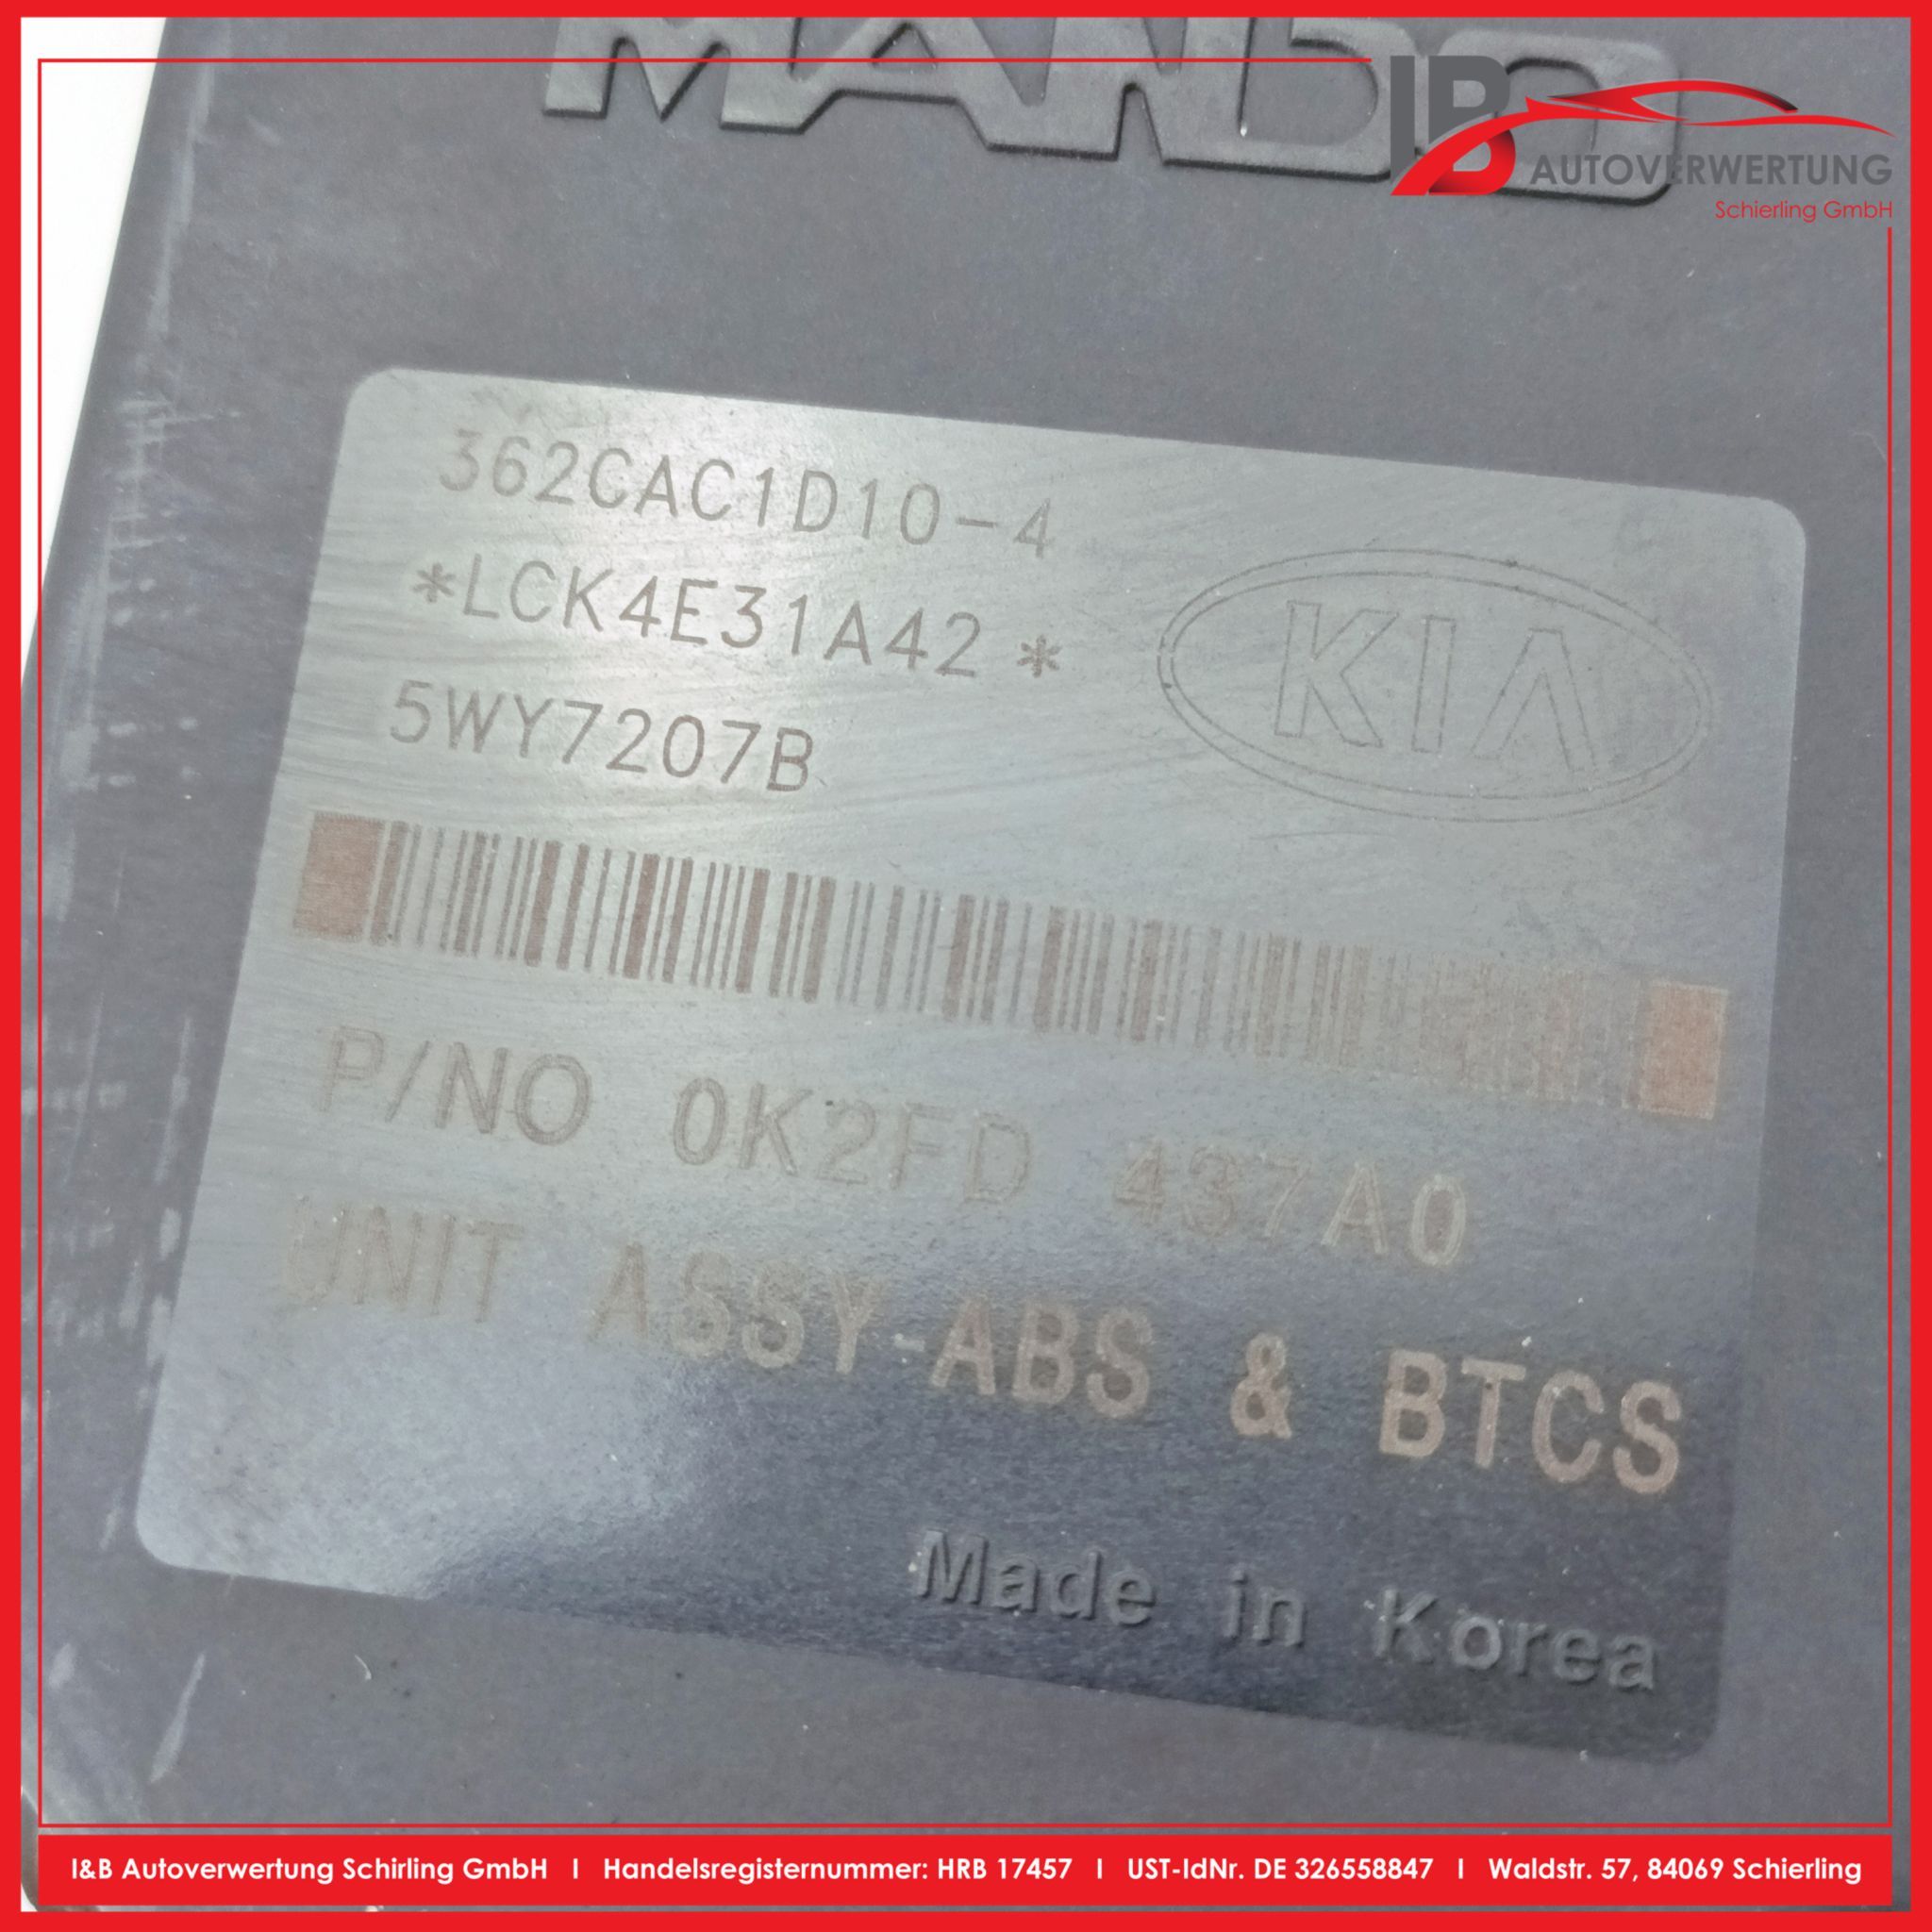 MANDO
IB
AUTOVERWERTUNG
Schierling GmbH
362CAC1D10-4
*LCK4E31A42*
5WY7207B
KIA
P/NO 0K2FD 437A0
UNIT ASSY-ABS & BTCS
Made in Korea
I&B Autoverwertung Schirling GmbH I Handelsregisternummer: HRB 17457 I UST-IdNr. DE 326558847 I Waldstr. 57, 84069 Schierling